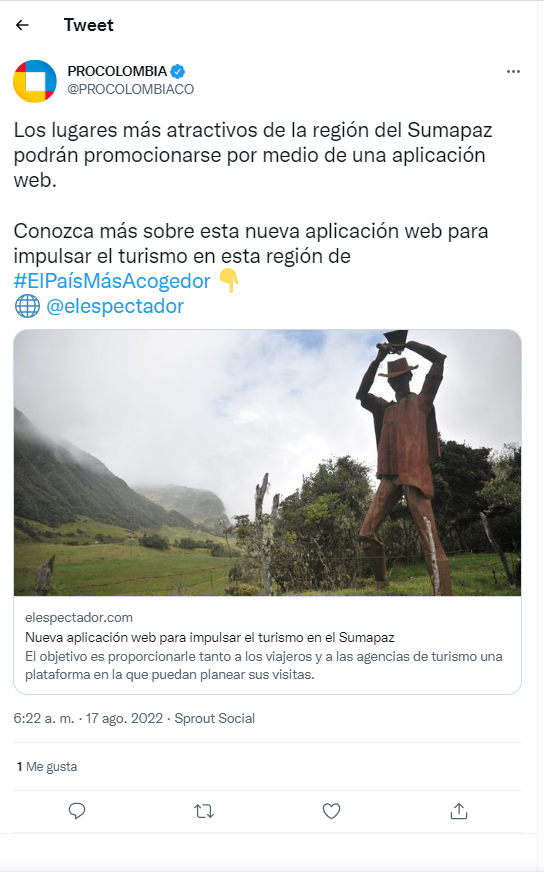 Tweet
PROCOLOMBIA
@PROCOLOMBIACO
Los lugares más atractivos de la región del Sumapaz
podrán promocionarse por medio de una aplicación
web.
Conozca más sobre esta nueva aplicación web para
impulsar el turismo en esta región de
#ElPaísMásAcogedor 👇
🌐 @elespectador
elespectador.com
Nueva aplicación web para impulsar el turismo en el Sumapaz
El objetivo es proporcionarle tanto a los viajeros y a las agencias de turismo una
plataforma en la que puedan planear sus visitas.
6:22 a. m. · 17 ago. 2022 · Sprout Social
1 Me gusta